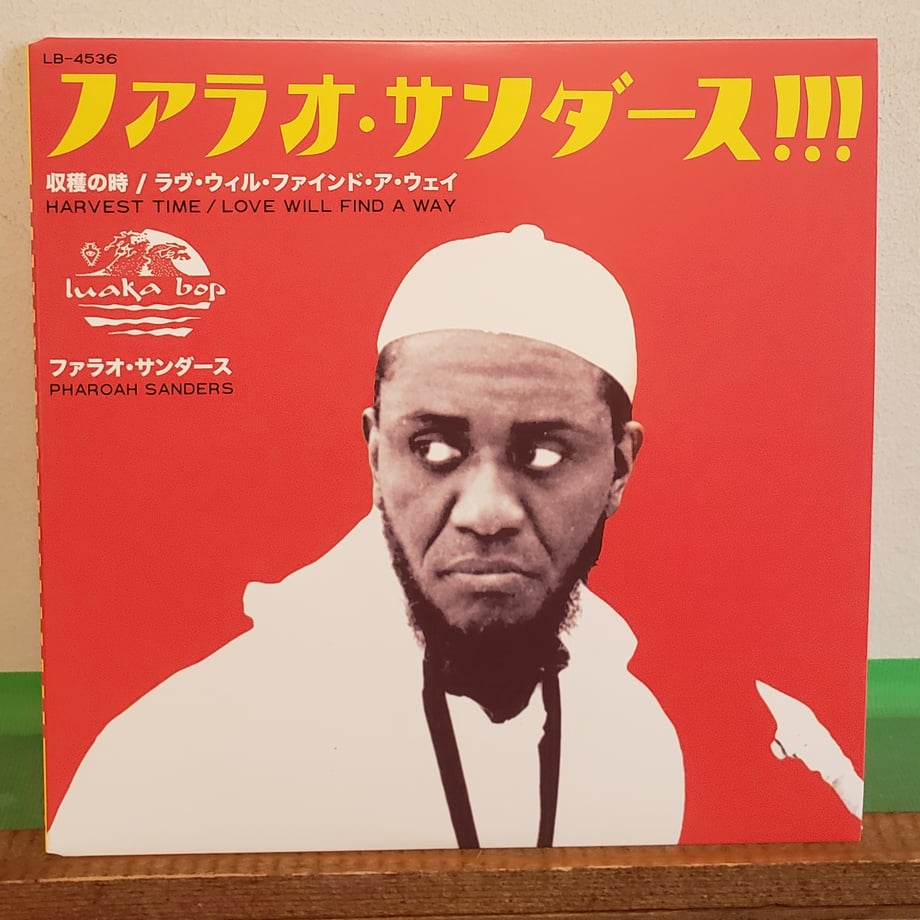 LB-4536
ファラオ・サンダース!!!
収穫の時 / ラヴ・ウィル・ファインド・ア・ウェイ
HARVEST TIME / LOVE WILL FIND A WAY
luaka bop
ファラオ・サンダース
PHAROAH SANDERS